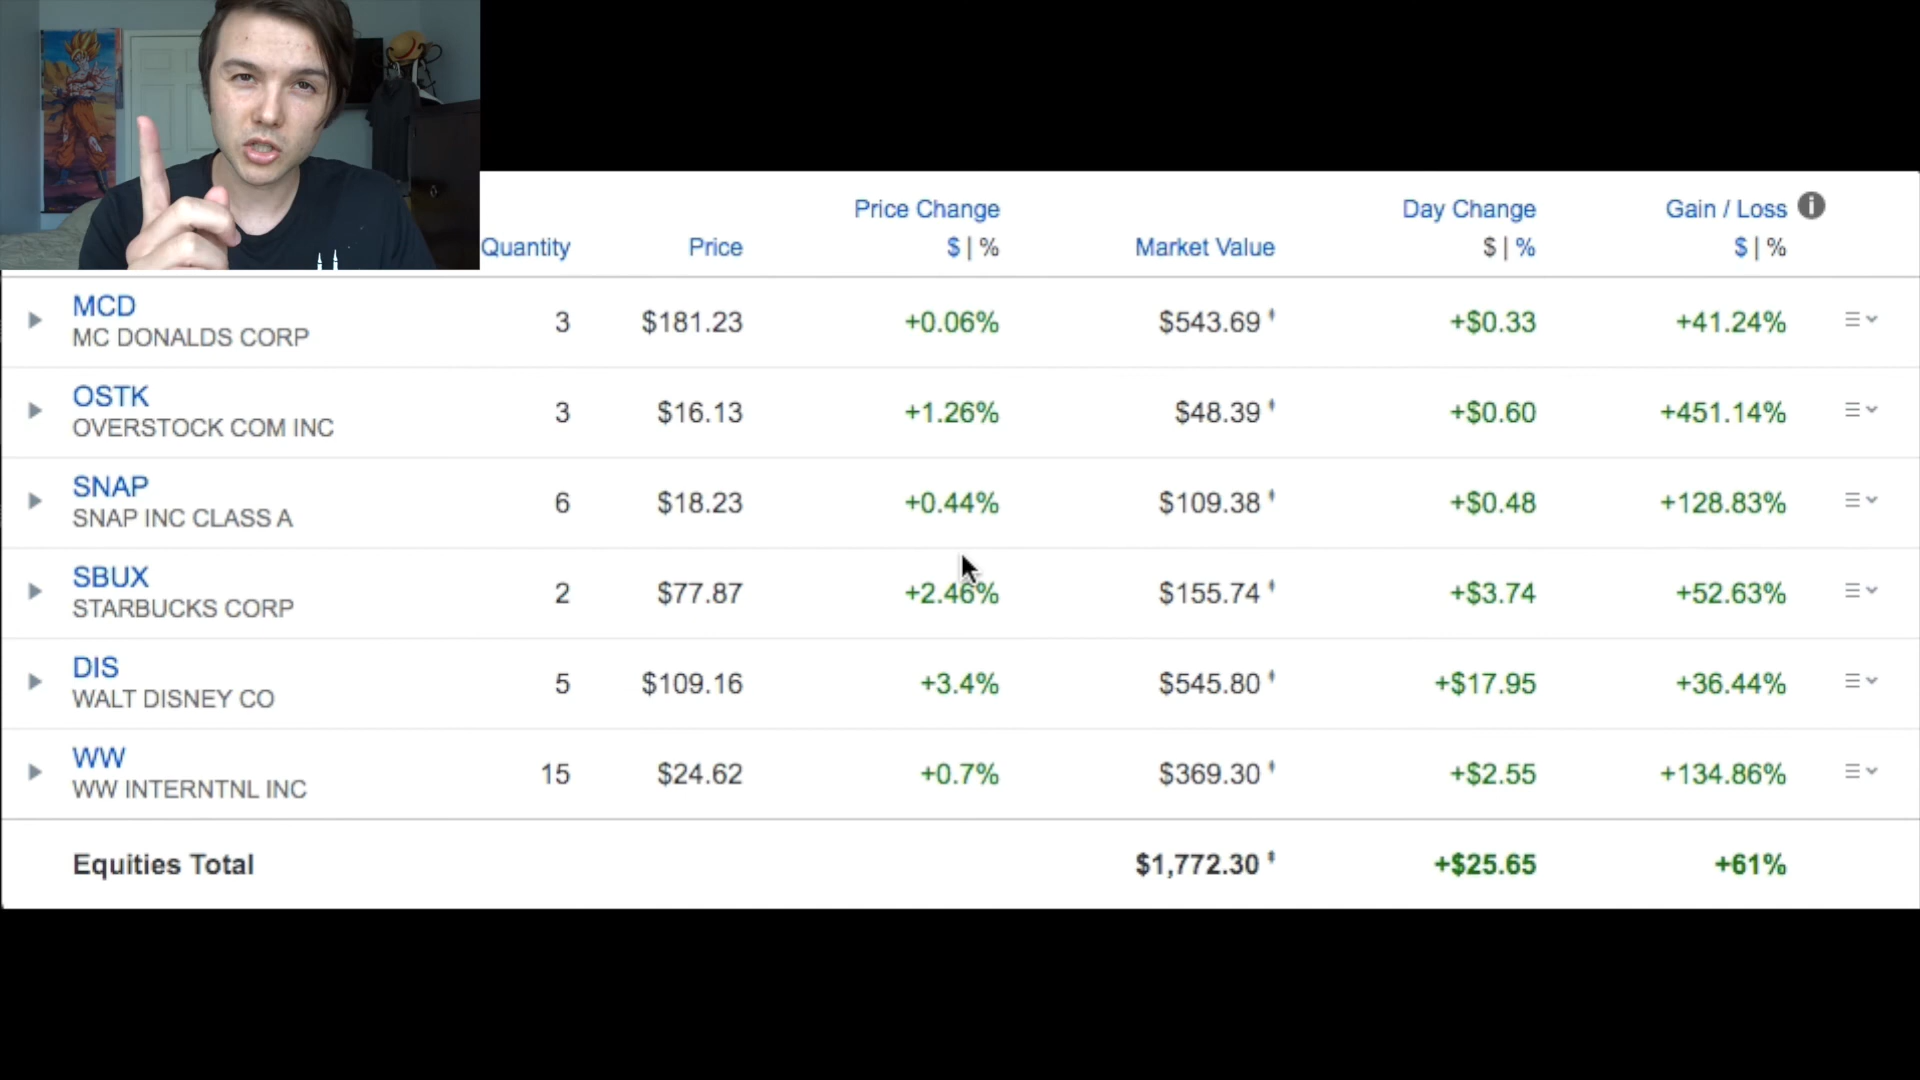 Price Change Day Change Gain / Loss i
Quantity Price $ | % Market Value $ | % $ | %
MCD
MC DONALDS CORP
3 $181.23 +0.06% $543.69 ‡ +$0.33 +41.24%
OSTK
OVERSTOCK COM INC
3 $16.13 +1.26% $48.39 ‡ +$0.60 +451.14%
SNAP
SNAP INC CLASS A
6 $18.23 +0.44% $109.38 ‡ +$0.48 +128.83%
SBUX
STARBUCKS CORP
2 $77.87 +2.46% $155.74 ‡ +$3.74 +52.63%
DIS
WALT DISNEY CO
5 $109.16 +3.4% $545.80 ‡ +$17.95 +36.44%
WW
WW INTERNTNL INC
15 $24.62 +0.7% $369.30 ‡ +$2.55 +134.86%
Equities Total $1,772.30 ‡ +$25.65 +61%